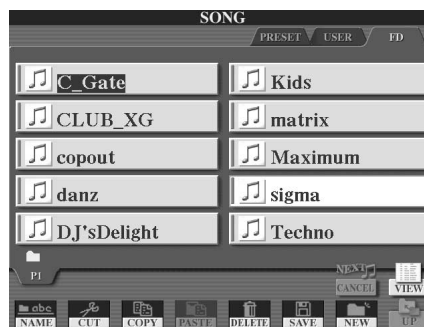 SONG
PRESET USER FD
C_Gate Kids
CLUB_XG matrix
copout Maximum
danz sigma
DJ'sDelight Techno
NEXT
P1 CANCEL VIEW
abc
NAME CUT COPY PASTE DELETE SAVE NEW UP